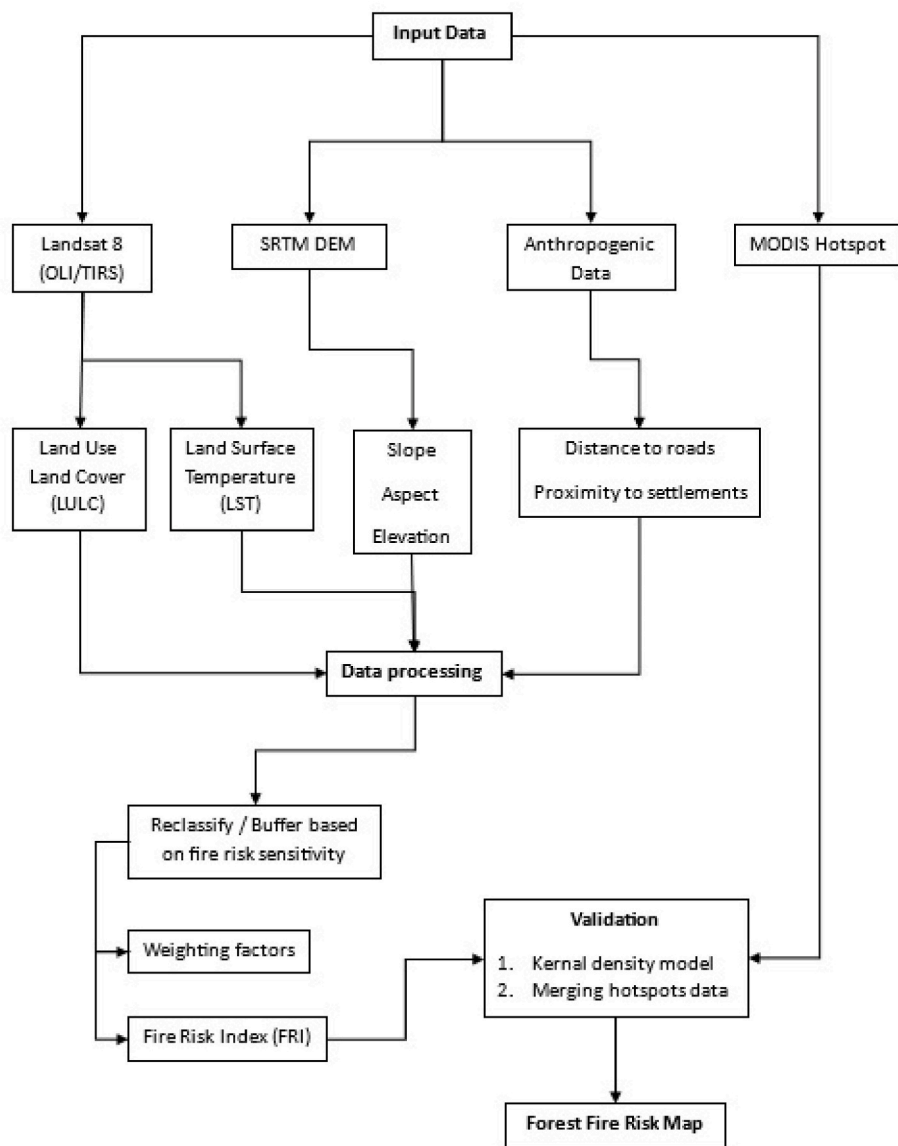 Input Data
Landsat 8
(OLI/TIRS)
SRTM DEM
Anthropogenic
Data
MODIS Hotspot
Land Use
Land Cover
(LULC)
Land Surface
Temperature
(LST)
Slope
Aspect
Elevation
Distance to roads
Proximity to settlements
Data processing
Reclassify / Buffer based
on fire risk sensitivity
Weighting factors
Fire Risk Index (FRI)
Validation
1. Kernal density model
2. Merging hotspots data
Forest Fire Risk Map